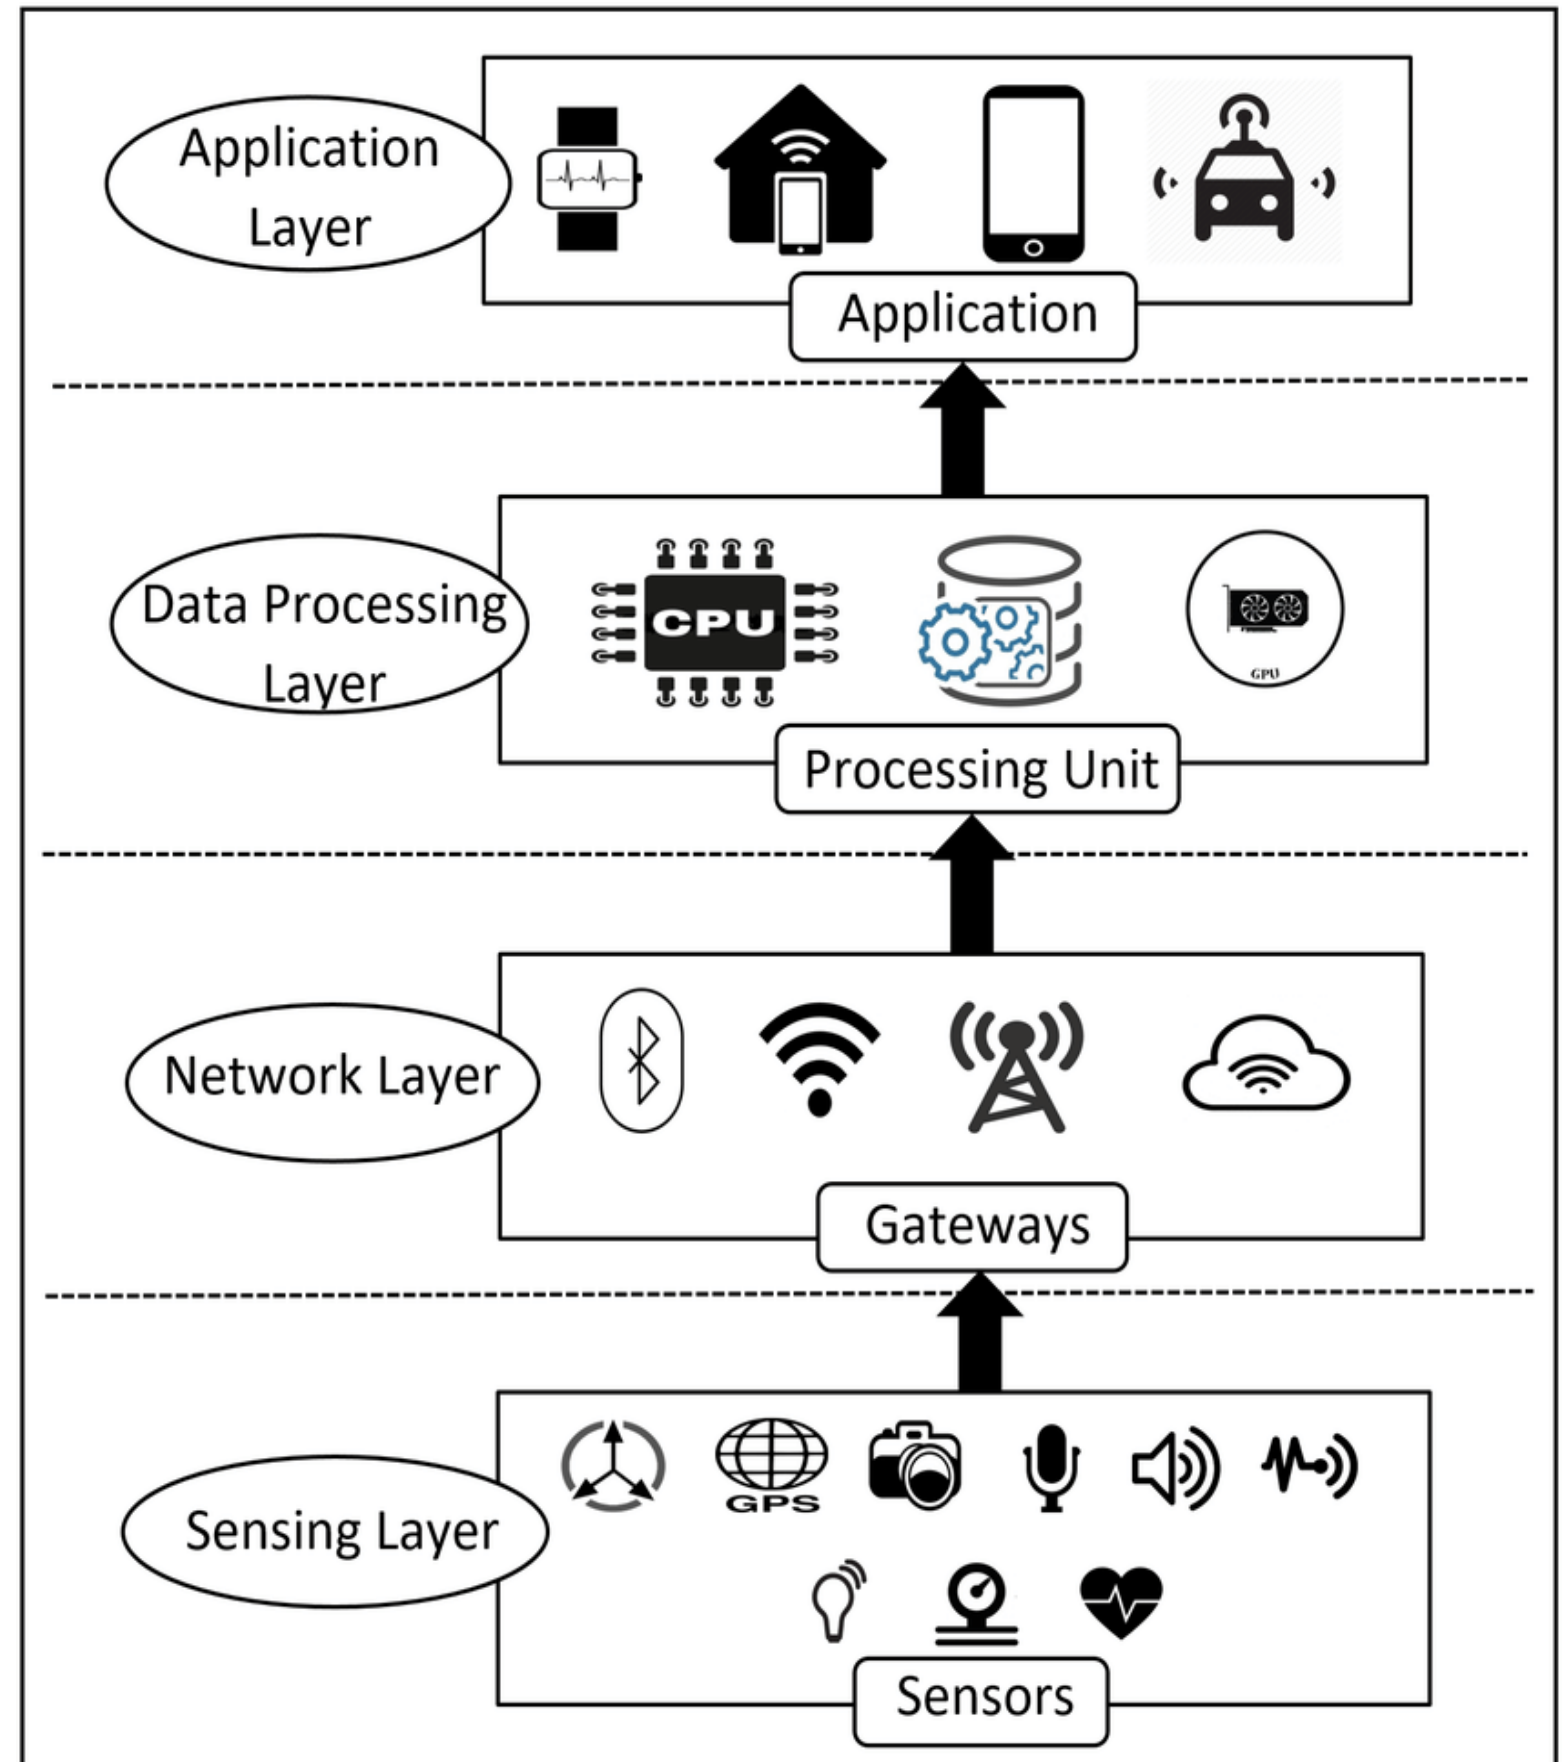 Application
Layer
Application
Data Processing
Layer
CPU
GPU
Processing Unit
Network Layer
Gateways
Sensing Layer
GPS
Sensors